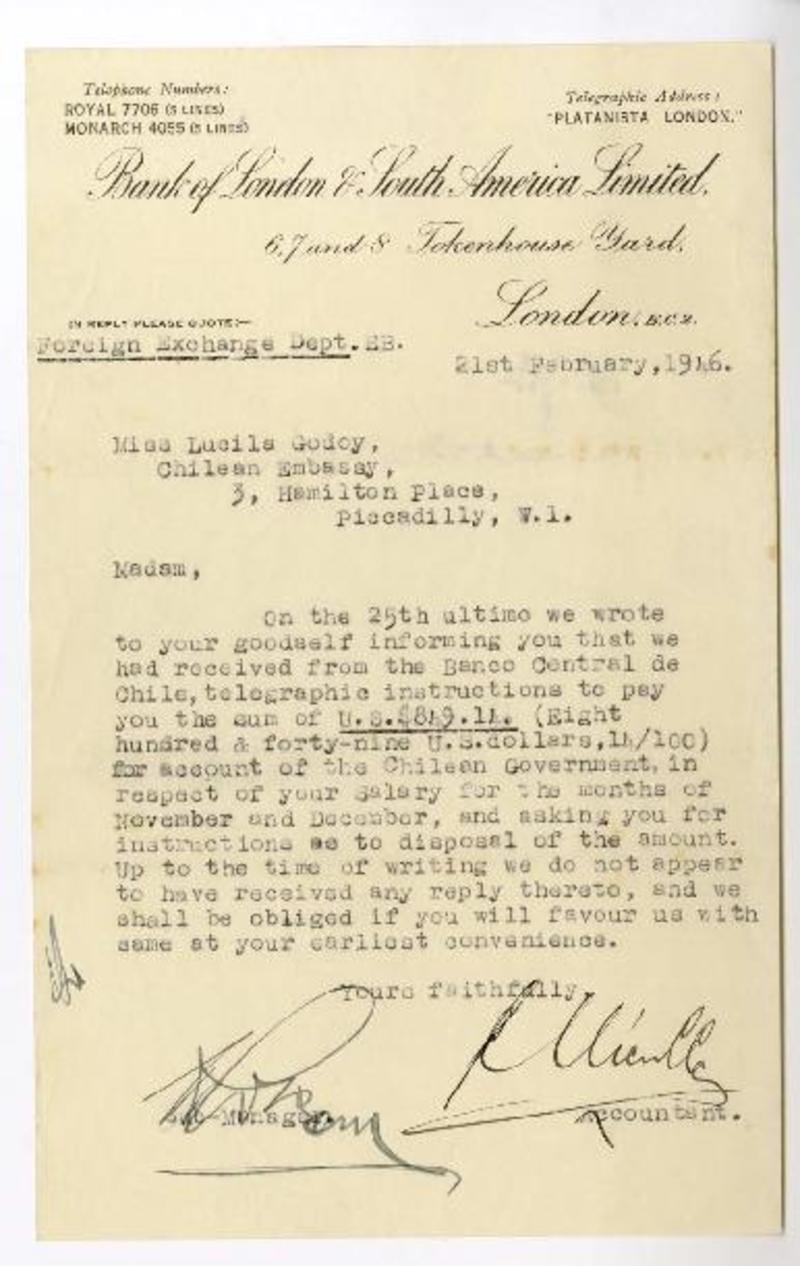 Telephone Numbers:
ROYAL 7706 (5 LINES)
MONARCH 4055 (5 LINES)
Telegraphic Address:
"PLATANISTA LONDON."
Bank of London & South America Limited.
6, 7 and 8 Tokenhouse Yard.
London, E.C.2.
IN REPLY PLEASE QUOTE:—
Foreign Exchange Dept. EB.
21st February, 1946.
Miss Lucila Godoy,
Chilean Embassy,
3, Hamilton Place,
Piccadilly, W.1.
Madam,
On the 25th ultimo we wrote
to your goodself informing you that we
had received from the Banco Central de
Chile, telegraphic instructions to pay
you the sum of U.S.$849.14. (Eight
hundred & forty-nine U.S.dollars,14/100)
for account of the Chilean Government, in
respect of your salary for the months of
November and December, and asking you for
instructions as to disposal of the amount.
Up to the time of writing we do not appear
to have received any reply thereto, and we
shall be obliged if you will favour us with
same at your earliest convenience.
Yours faithfully,
Manager.
Accountant.